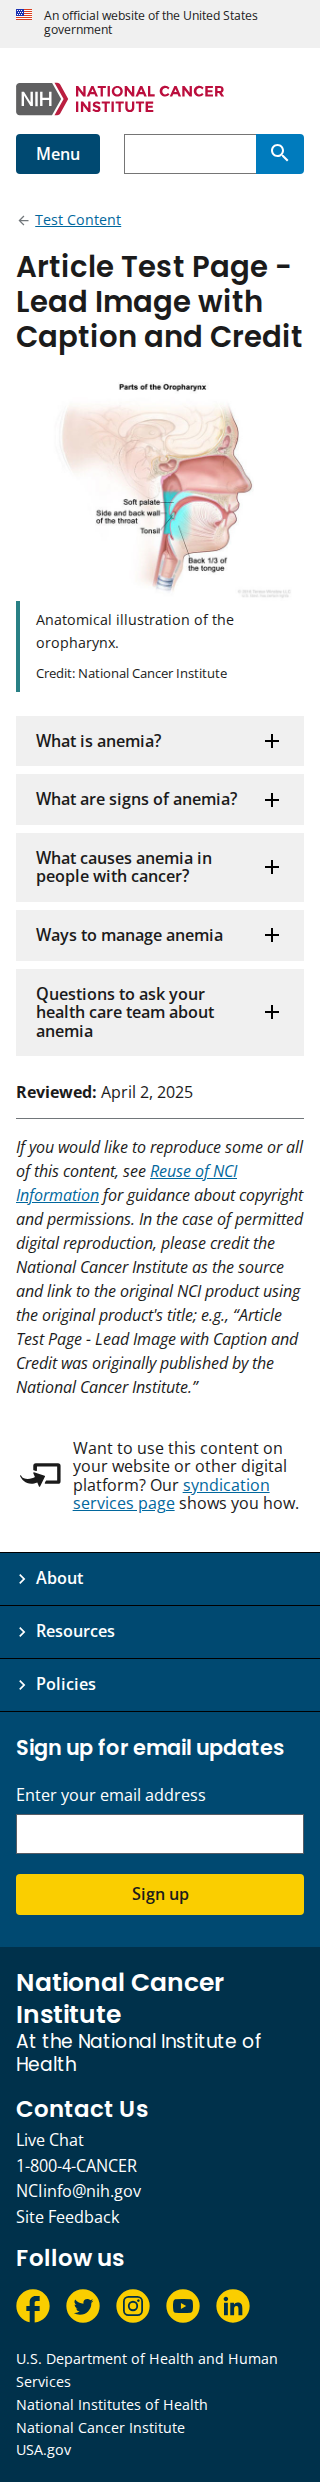 An official website of the United States
government
NIH
NATIONAL CANCER
INSTITUTE
Menu
Test Content
Article Test Page -
Lead Image with
Caption and Credit
Parts of the Oropharynx
Soft palate
Side and back wall
of the throat
Tonsil
Back 1/3 of
the tongue
Anatomical illustration of the
oropharynx.
Credit: National Cancer Institute
What is anemia?
What are signs of anemia?
What causes anemia in
people with cancer?
Ways to manage anemia
Questions to ask your
health care team about
anemia
Reviewed: April 2, 2025
If you would like to reproduce some or all
of this content, see Reuse of NCI
Information for guidance about copyright
and permissions. In the case of permitted
digital reproduction, please credit the
National Cancer Institute as the source
and link to the original NCI product using
the original product's title; e.g., “Article
Test Page - Lead Image with Caption and
Credit was originally published by the
National Cancer Institute.”
Want to use this content on
your website or other digital
platform? Our syndication
services page shows you how.
About
Resources
Policies
Sign up for email updates
Enter your email address
Sign up
National Cancer
Institute
At the National Institute of
Health
Contact Us
Live Chat
1-800-4-CANCER
NCIinfo@nih.gov
Site Feedback
Follow us
U.S. Department of Health and Human
Services
National Institutes of Health
National Cancer Institute
USA.gov